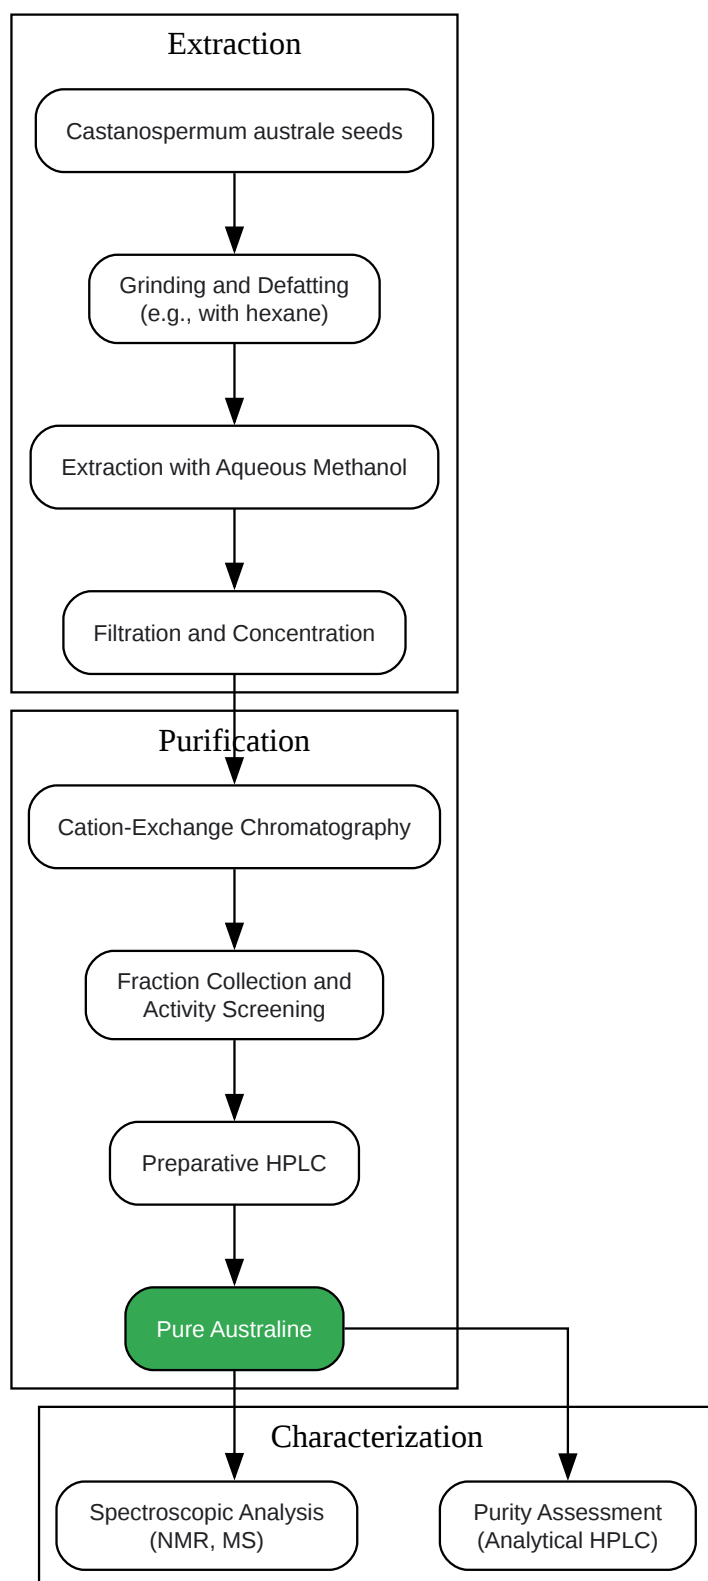 Extraction
Castanospermum australe seeds
Grinding and Defatting
(e.g., with hexane)
Extraction with Aqueous Methanol
Filtration and Concentration
Purification
Cation-Exchange Chromatography
Fraction Collection and
Activity Screening
Preparative HPLC
Pure Australine
Characterization
Spectroscopic Analysis
(NMR, MS)
Purity Assessment
(Analytical HPLC)